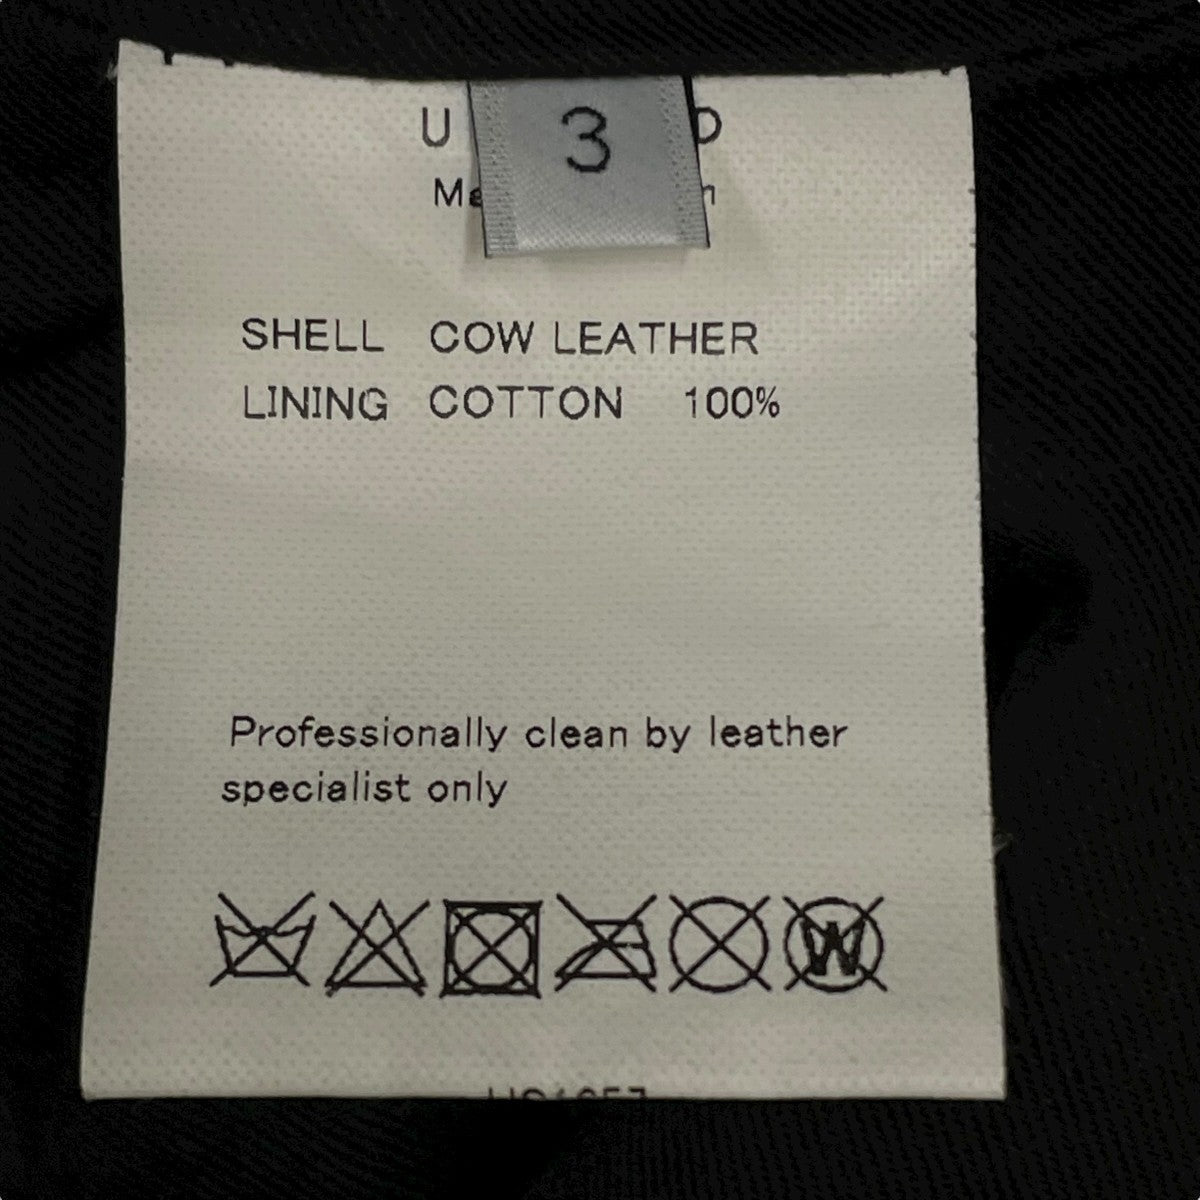 3
SHELL COW LEATHER
LINING COTTON 100%
Professionally clean by leather
specialist only
W